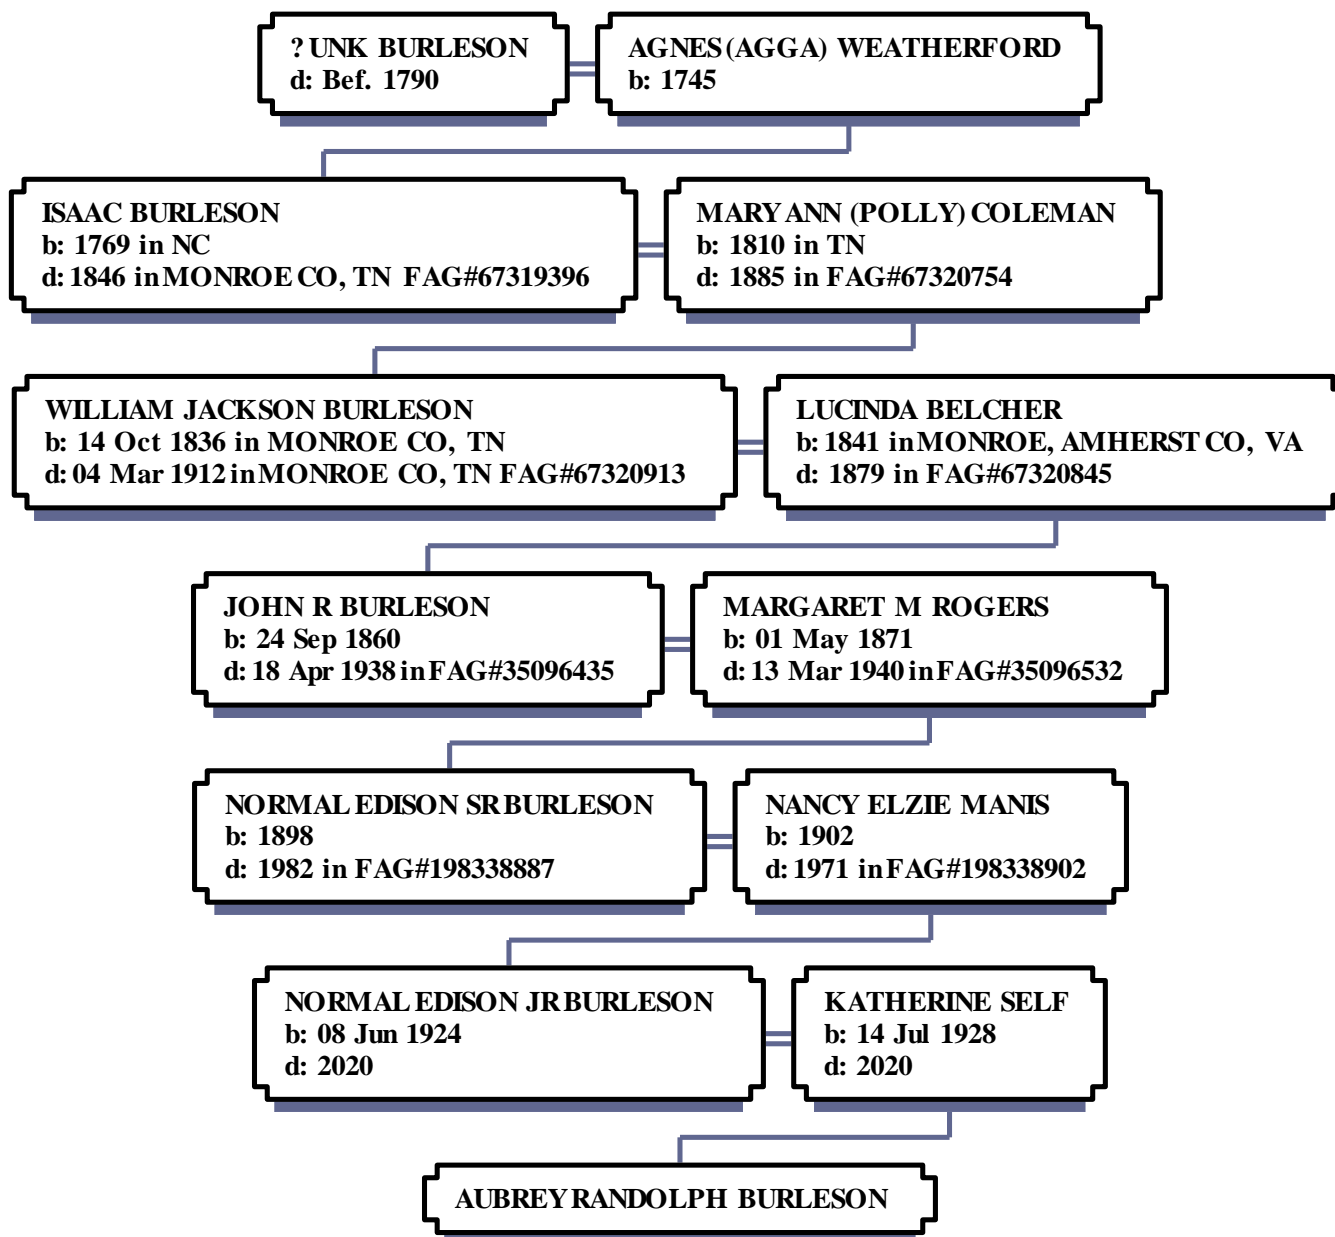 ? UNK BURLESON
d: Bef. 1790
AGNES (AGGA) WEATHERFORD
b: 1745
ISAAC BURLESON
b: 1769 in NC
d: 1846 in MONROE CO, TN FAG#67319396
MARY ANN (POLLY) COLEMAN
b: 1810 in TN
d: 1885 in FAG#67320754
WILLIAM JACKSON BURLESON
b: 14 Oct 1836 in MONROE CO, TN
d: 04 Mar 1912 in MONROE CO, TN FAG#67320913
LUCINDA BELCHER
b: 1841 in MONROE, AMHERST CO, VA
d: 1879 in FAG#67320845
JOHN R BURLESON
b: 24 Sep 1860
d: 18 Apr 1938 in FAG#35096435
MARGARET M ROGERS
b: 01 May 1871
d: 13 Mar 1940 in FAG#35096532
NORMAL EDISON SR BURLESON
b: 1898
d: 1982 in FAG#198338887
NANCY ELZIE MANIS
b: 1902
d: 1971 in FAG#198338902
NORMAL EDISON JR BURLESON
b: 08 Jun 1924
d: 2020
KATHERINE SELF
b: 14 Jul 1928
d: 2020
AUBREY RANDOLPH BURLESON